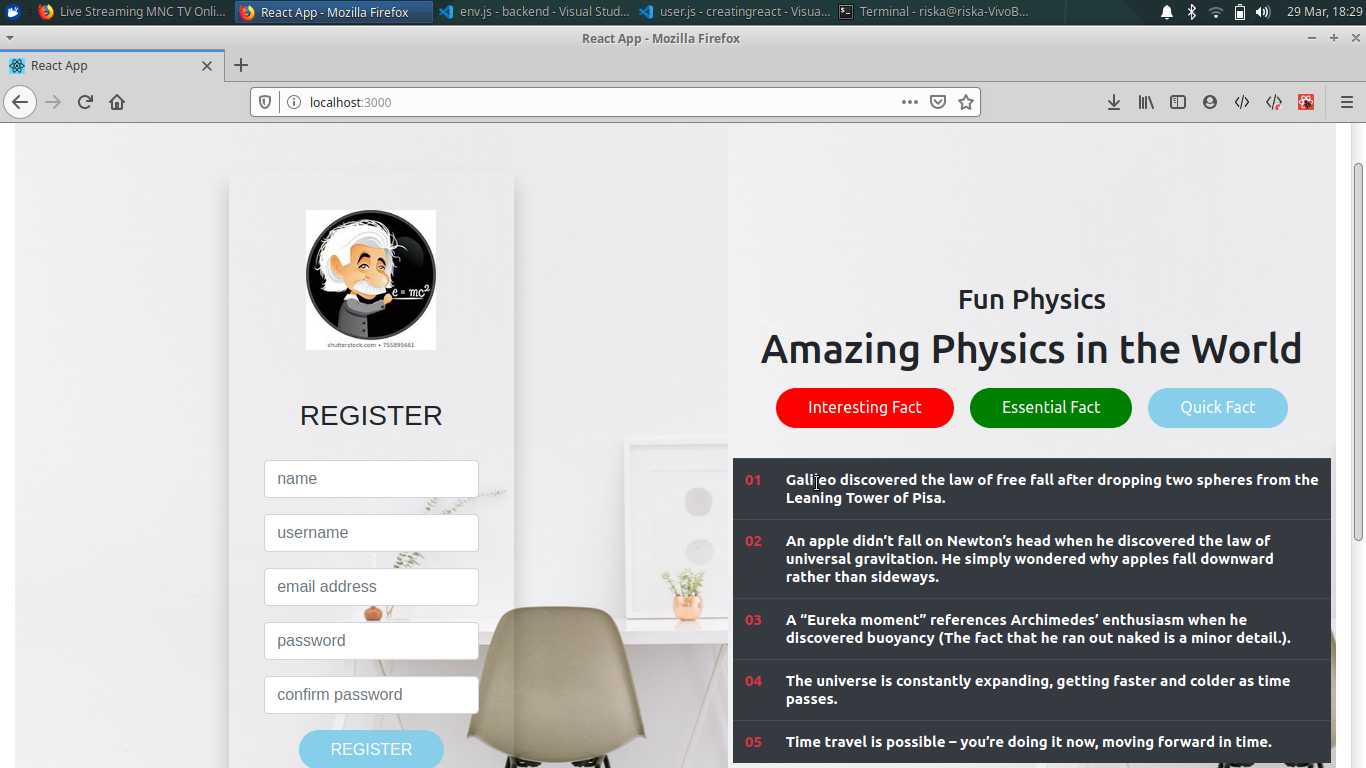 Live Streaming MNC TV Onli...
React App - Mozilla Firefox
env.js - backend - Visual Stud...
user.js - creatingreact - Visua...
Terminal - riska@riska-VivoB...
29 Mar, 18:29
React App - Mozilla Firefox
React App
localhost:3000
e = mc2
shutterstock.com • 755895661
REGISTER
name
username
email address
password
confirm password
REGISTER
Fun Physics
Amazing Physics in the World
Interesting Fact
Essential Fact
Quick Fact
01 Galileo discovered the law of free fall after dropping two spheres from the
Leaning Tower of Pisa.
02 An apple didn’t fall on Newton’s head when he discovered the law of
universal gravitation. He simply wondered why apples fall downward
rather than sideways.
03 A “Eureka moment” references Archimedes’ enthusiasm when he
discovered buoyancy (The fact that he ran out naked is a minor detail.).
04 The universe is constantly expanding, getting faster and colder as time
passes.
05 Time travel is possible – you’re doing it now, moving forward in time.